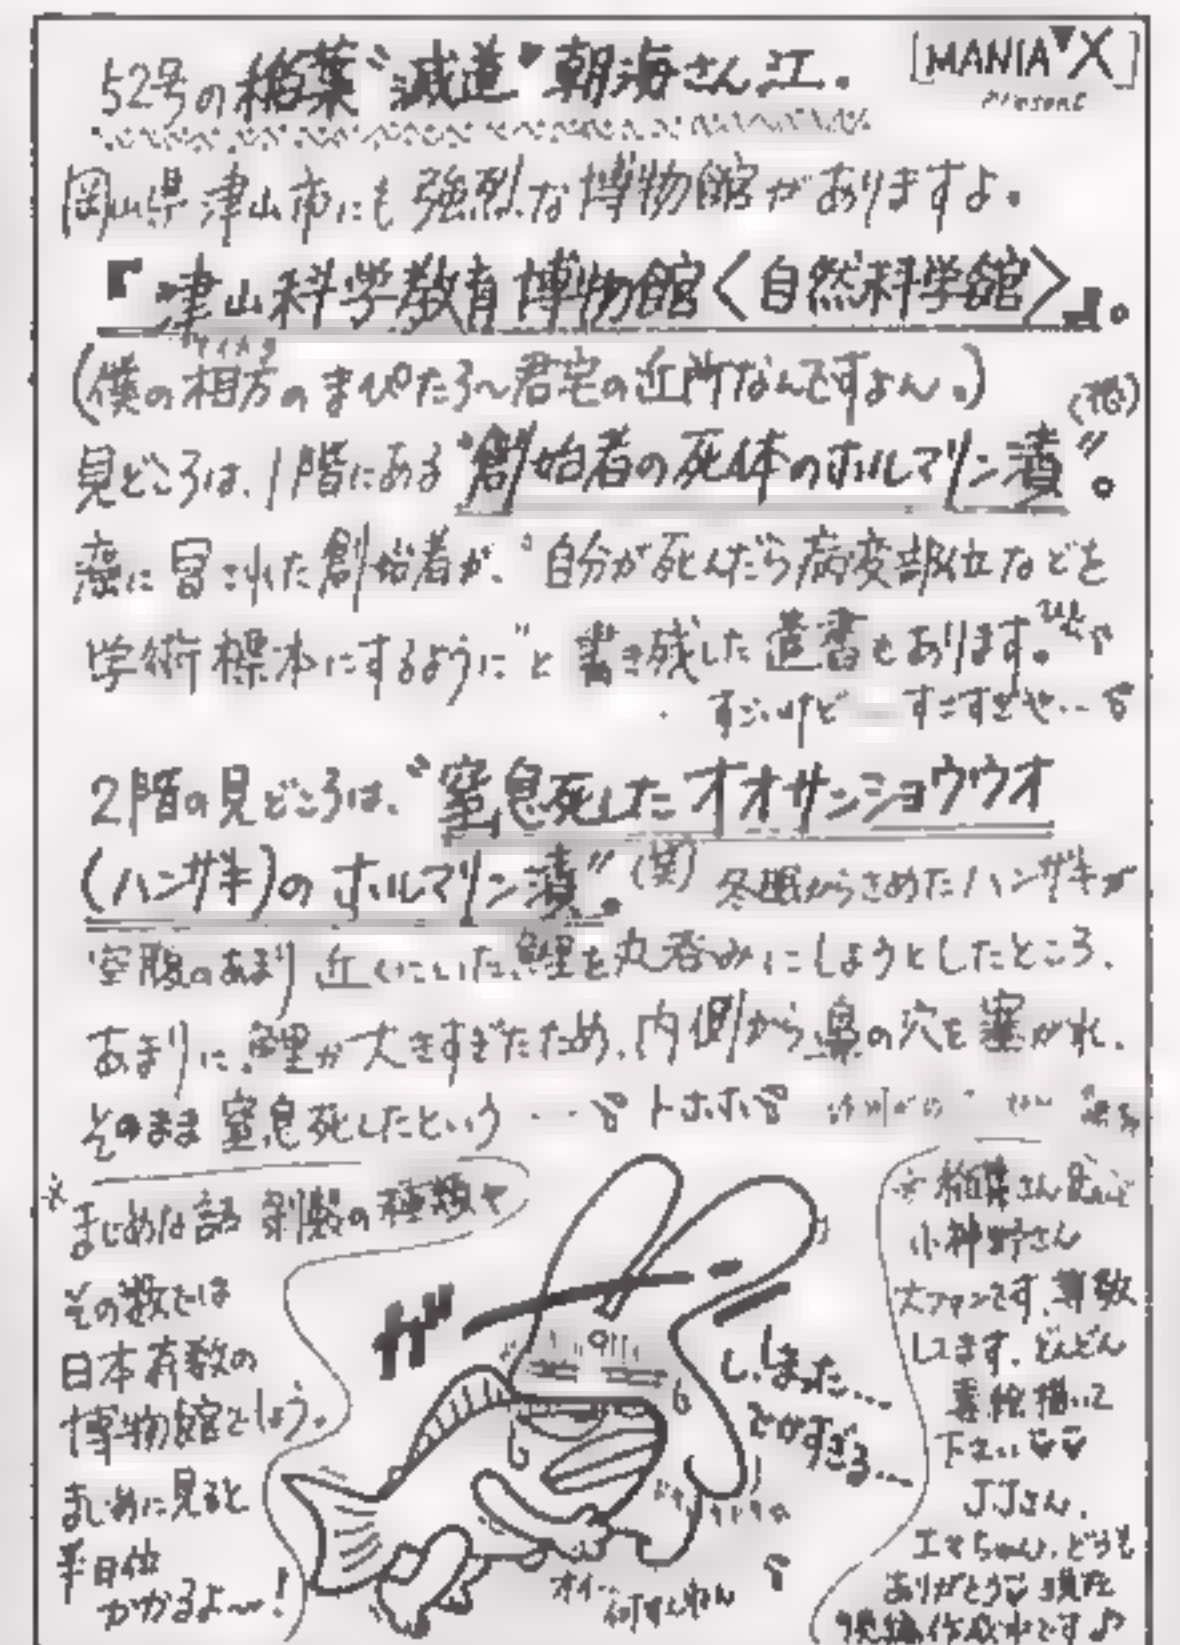 52号の稲葉"滅道"朝海さん江.
[MANIA▼X]
Present
岡山県津山市にも強烈な博物館がありますよ。
『津山科学教育博物館〈自然科学館〉』。
(僕の相方のまぴたろ〜君宅の近所なんですよん。)
見どころは、1階にある"創始者の死体のホルマリン漬"。
癌に冒された創始者が、"自分が死んだら病変部位などを
学術標本にするように"と書き残した遺書もあります。
すごいけど
2階の見どころは、"窒息死したオオサンショウウオ
(ハンザキ)のホルマリン漬"。(笑) 冬眠からさめたハンザキが
空腹のあまり近くにいた鯉を丸呑みにしようとしたところ、
あまりに鯉が大きすぎたため、内側から鼻の穴を塞がれ、
そのまま窒息死したという… トホホ
※まじめな話 剥製の種類や
その数では
日本有数の
博物館でしょう。
まじめに見ると
半日位
かかるよ〜!
ガーー
し、しまった…
でかすぎる…
オイ…
何すんねん
※稲葉さん
小神野さん
大ファンです、尊敬
してます。どんどん
描いて
下さい♥♥
JJさん、
エマちゃん、どうも
ありがとう♥頂いた